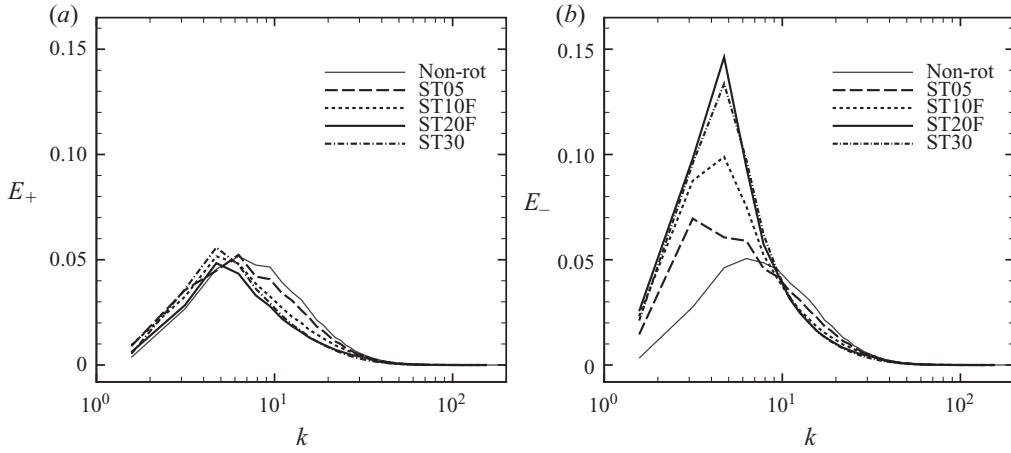 (a)
0.15
0.10
0.05
0
E+
Non-rot
ST05
ST10F
ST20F
ST30
10^0
10^1
10^2
k
(b)
0.15
0.10
0.05
0
E−
Non-rot
ST05
ST10F
ST20F
ST30
10^0
10^1
10^2
k